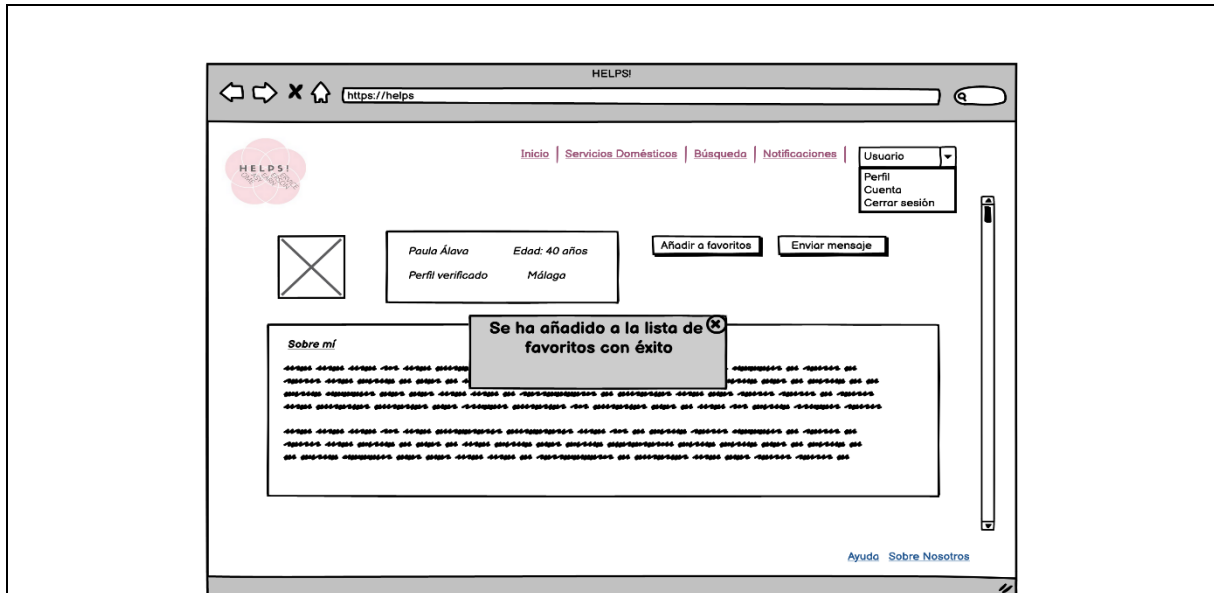 HELPS!
https://helps
HELPS!
Inicio | Servicios Domésticos | Búsqueda | Notificaciones |
Usuario
Perfil
Cuenta
Cerrar sesión
Paula Álava Edad: 40 años
Perfil verificado Málaga
Añadir a favoritos Enviar mensaje
Se ha añadido a la lista de
favoritos con éxito
Sobre mí
Ayuda Sobre Nosotros